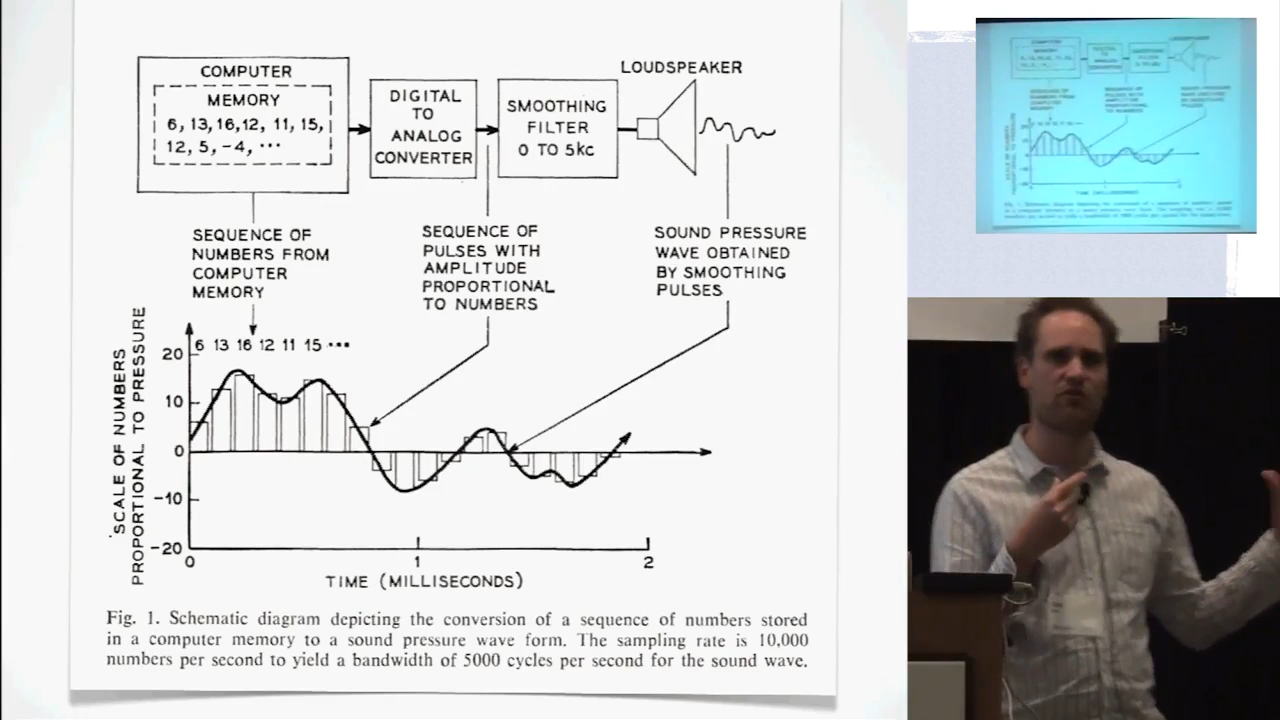 COMPUTER
MEMORY
6, 13, 16, 12, 11, 15,
12, 5, -4, ...
DIGITAL
TO
ANALOG
CONVERTER
SMOOTHING
FILTER
0 TO 5kc
LOUDSPEAKER
SEQUENCE OF
NUMBERS FROM
COMPUTER
MEMORY
SEQUENCE OF
PULSES WITH
AMPLITUDE
PROPORTIONAL
TO NUMBERS
SOUND PRESSURE
WAVE OBTAINED
BY SMOOTHING
PULSES
SCALE OF NUMBERS
PROPORTIONAL TO PRESSURE
6 13 16 12 11 15 ...
20
10
0
-10
-20
0 1 2
TIME (MILLISECONDS)
Fig. 1. Schematic diagram depicting the conversion of a sequence of numbers stored
in a computer memory to a sound pressure wave form. The sampling rate is 10,000
numbers per second to yield a bandwidth of 5000 cycles per second for the sound wave.